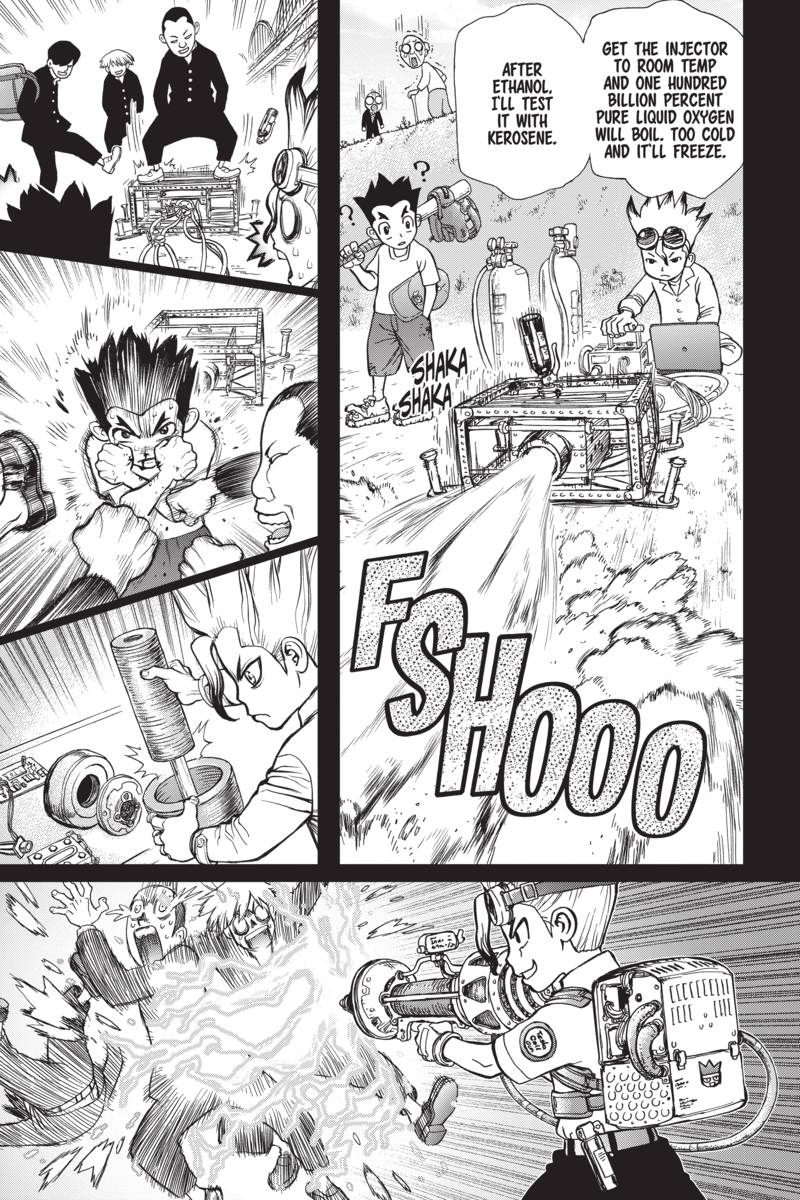 GET THE INJECTOR
TO ROOM TEMP
AND ONE HUNDRED
BILLION PERCENT
PURE LIQUID OXYGEN
WILL BOIL. TOO COLD
AND IT'LL FREEZE.
AFTER
ETHANOL,
I'LL TEST
IT WITH
KEROSENE.
?
?
SHAKA
SHAKA
FSHOOO